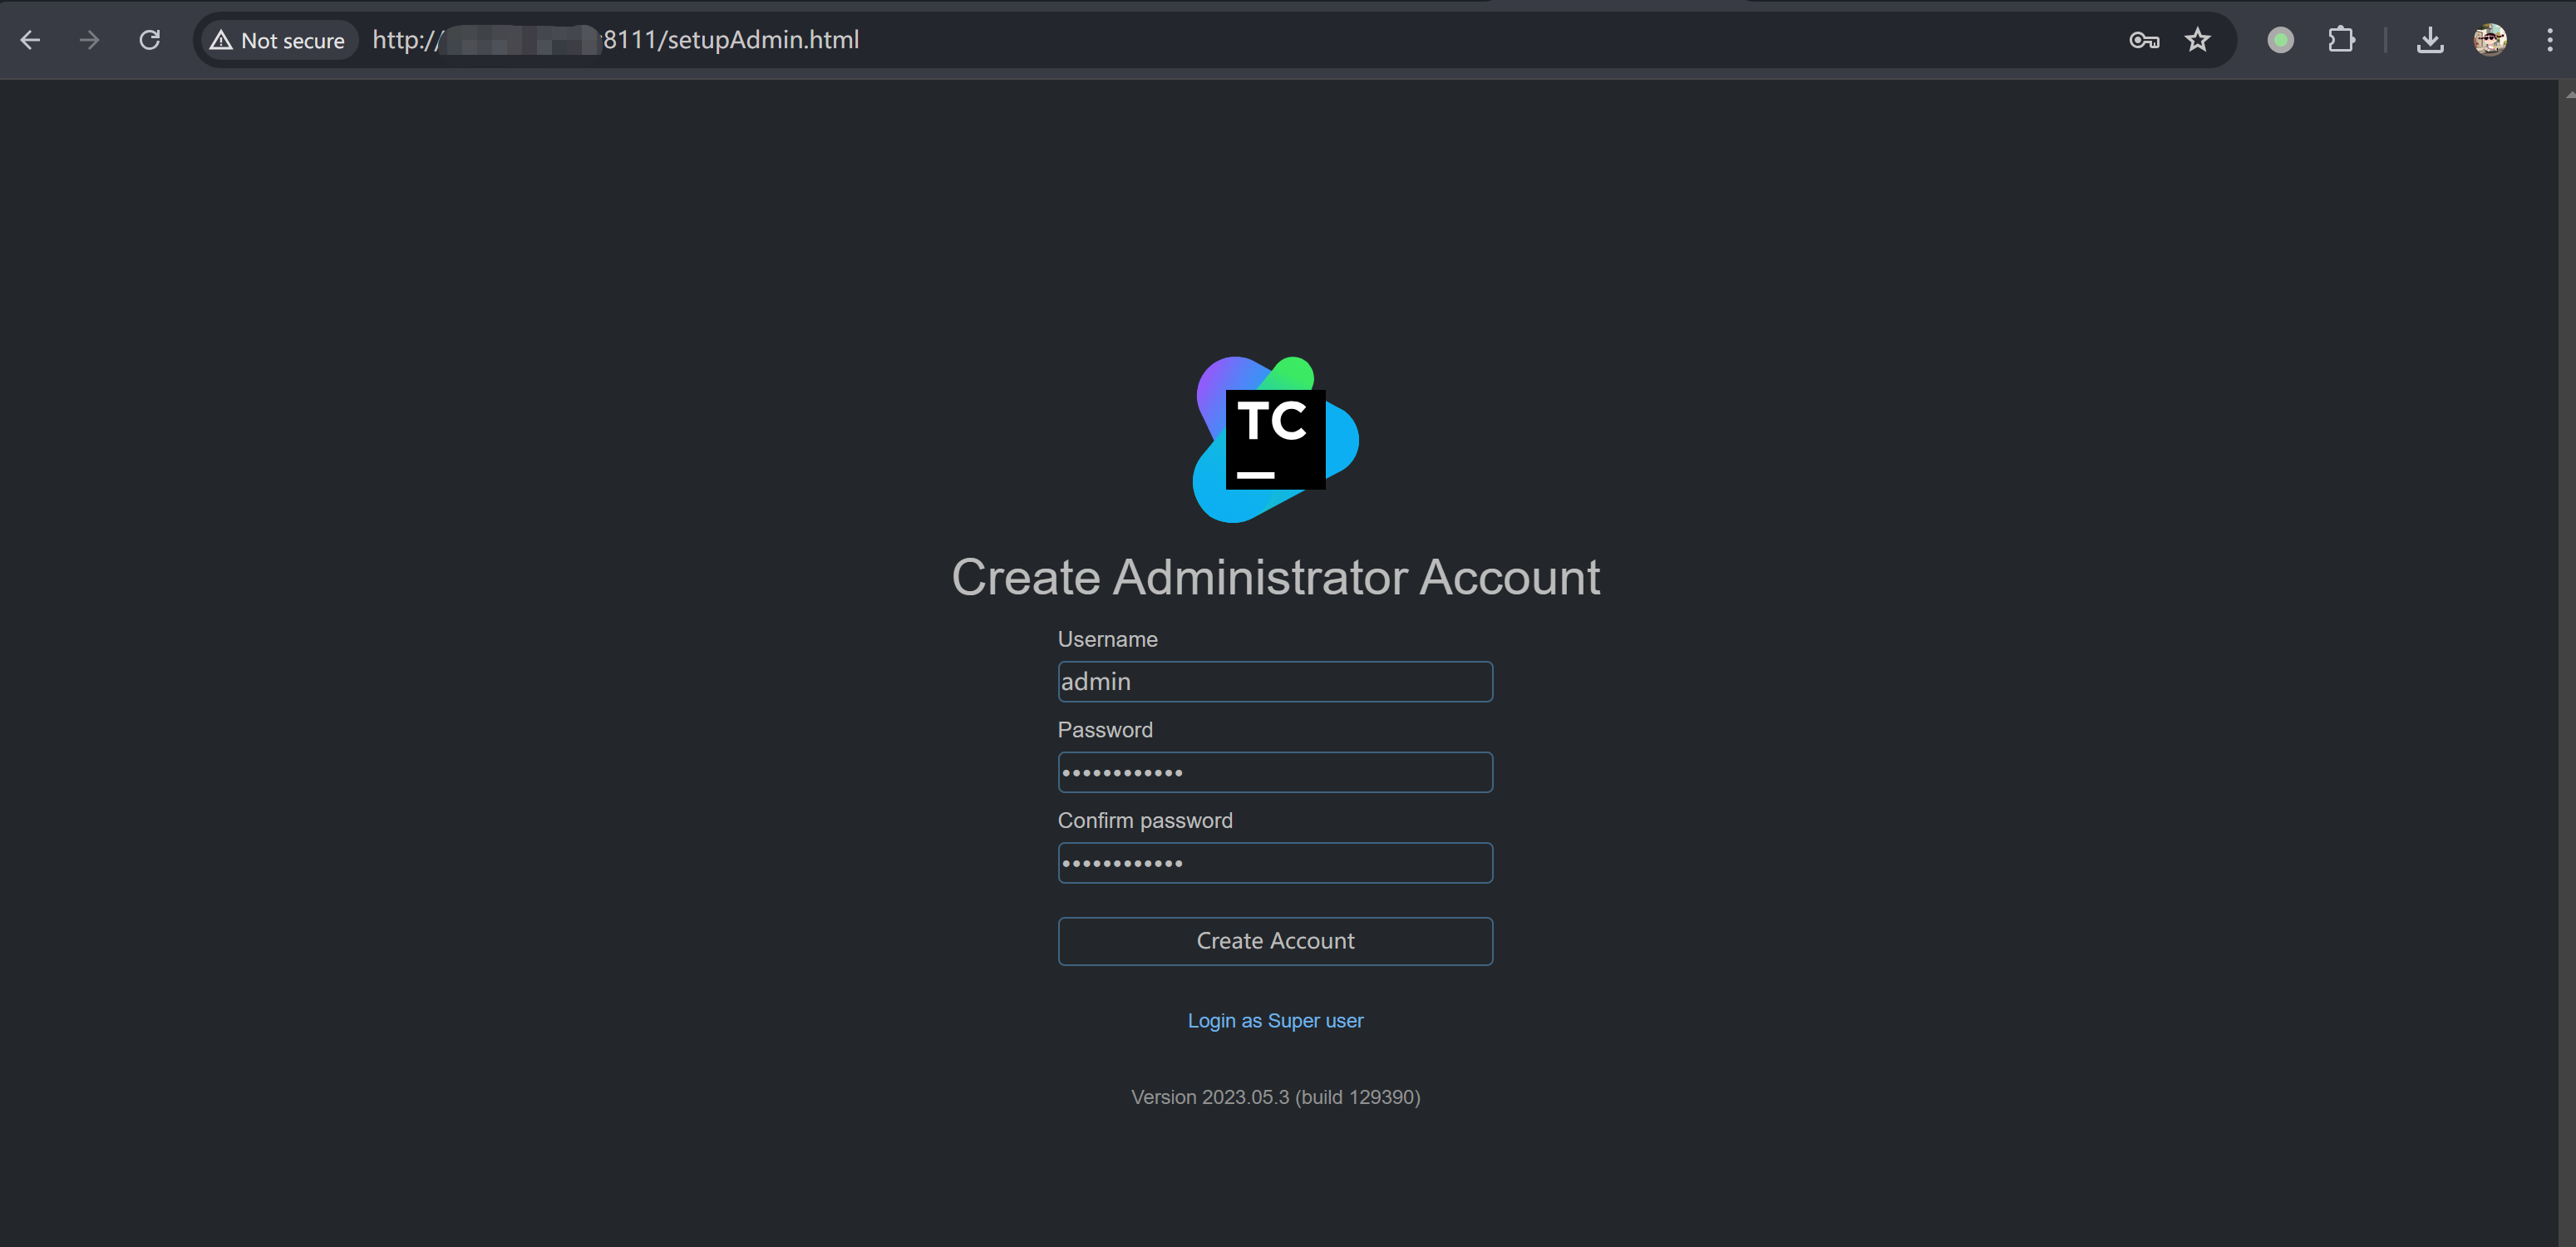 Not secure http:// :8111/setupAdmin.html
TC
Create Administrator Account
Username
admin
Password
••••••••••••
Confirm password
••••••••••••
Create Account
Login as Super user
Version 2023.05.3 (build 129390)